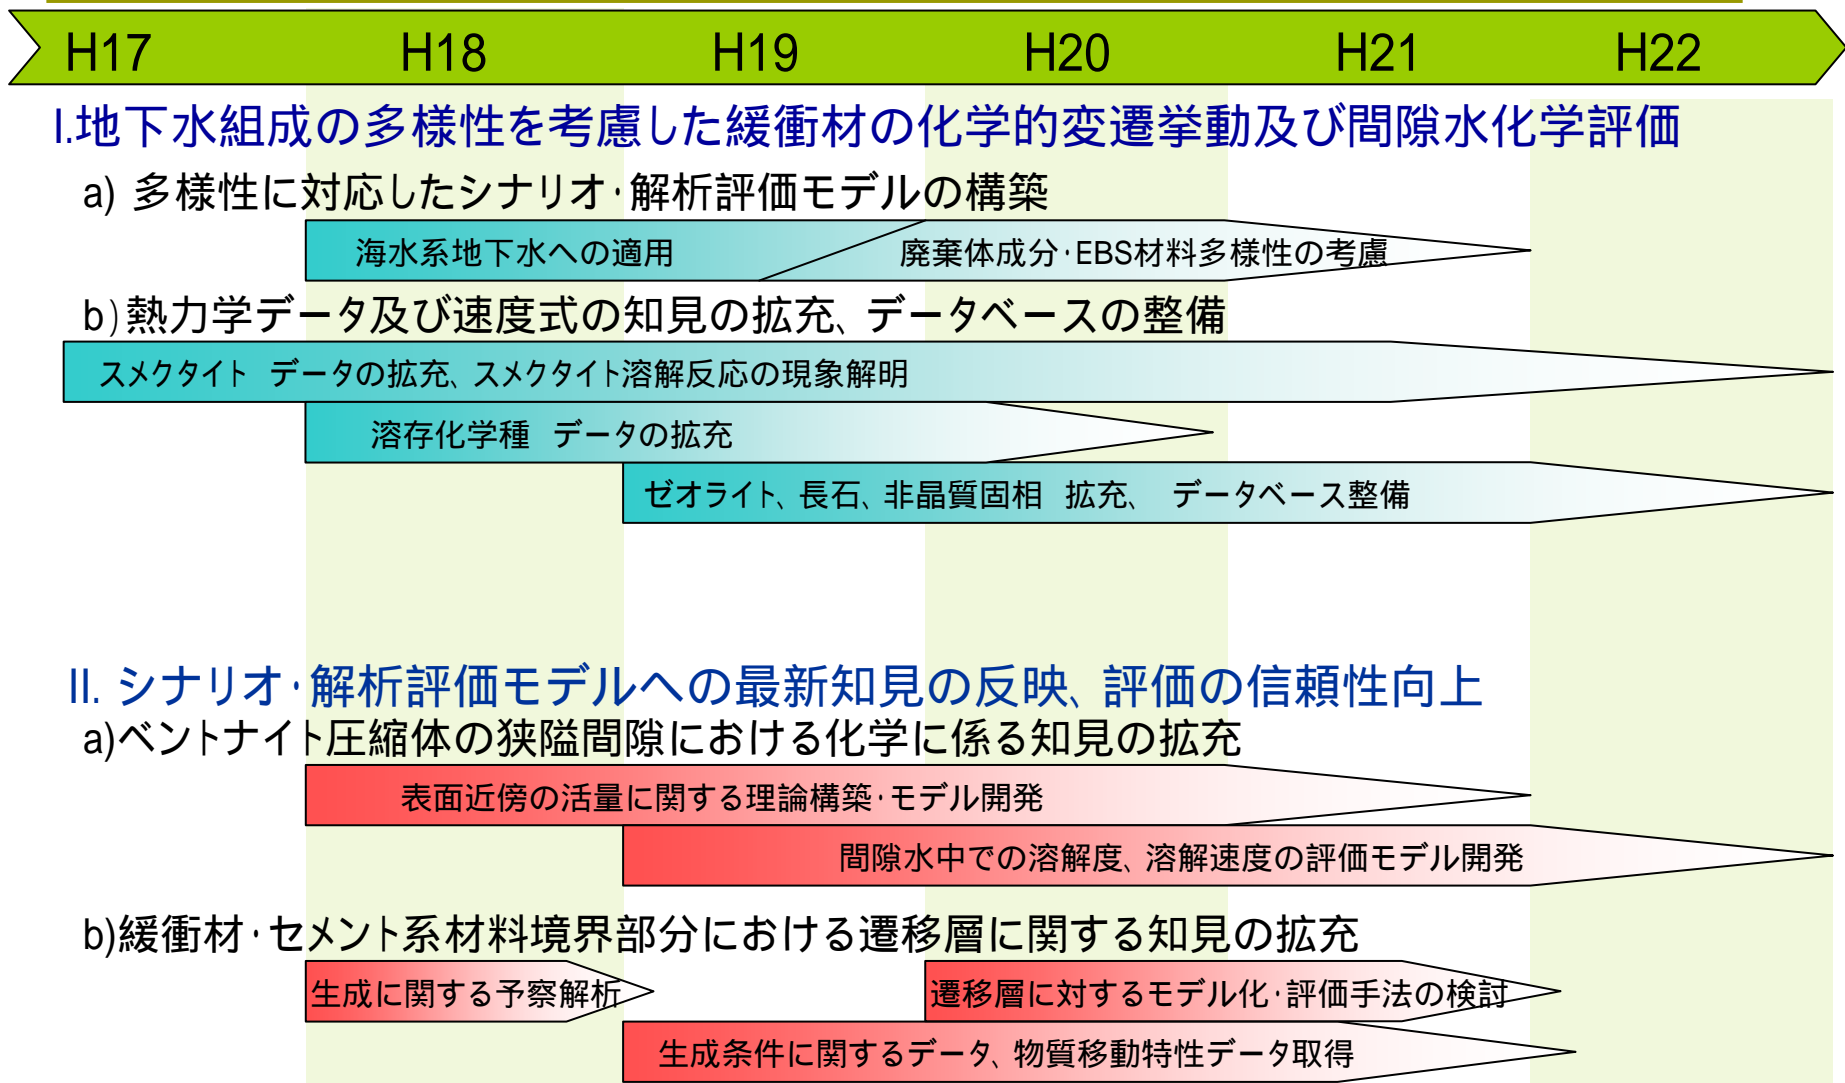 H17 H18 H19 H20 H21 H22
I.地下水組成の多様性を考慮した緩衝材の化学的変遷挙動及び間隙水化学評価
a) 多様性に対応したシナリオ・解析評価モデルの構築
海水系地下水への適用 廃棄体成分・EBS材料多様性の考慮
b)熱力学データ及び速度式の知見の拡充、データベースの整備
スメクタイト データの拡充、スメクタイト溶解反応の現象解明
溶存化学種 データの拡充
ゼオライト、長石、非晶質固相 拡充、 データベース整備
II. シナリオ・解析評価モデルへの最新知見の反映、評価の信頼性向上
a)ベントナイト圧縮体の狭隘間隙における化学に係る知見の拡充
表面近傍の活量に関する理論構築・モデル開発
間隙水中での溶解度、溶解速度の評価モデル開発
b)緩衝材・セメント系材料境界部分における遷移層に関する知見の拡充
生成に関する予察解析 遷移層に対するモデル化・評価手法の検討
生成条件に関するデータ、物質移動特性データ取得